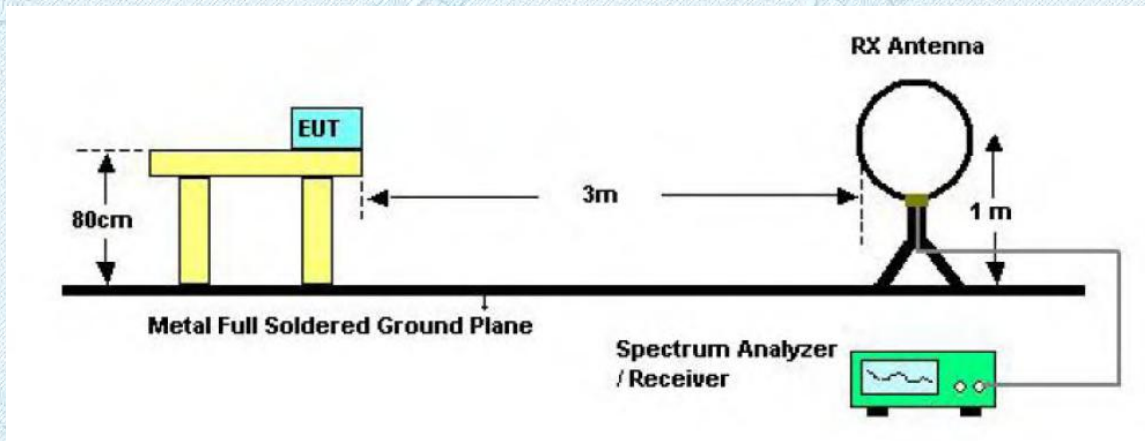 RX Antenna
EUT
80cm
3m
1 m
Metal Full Soldered Ground Plane
Spectrum Analyzer
/ Receiver